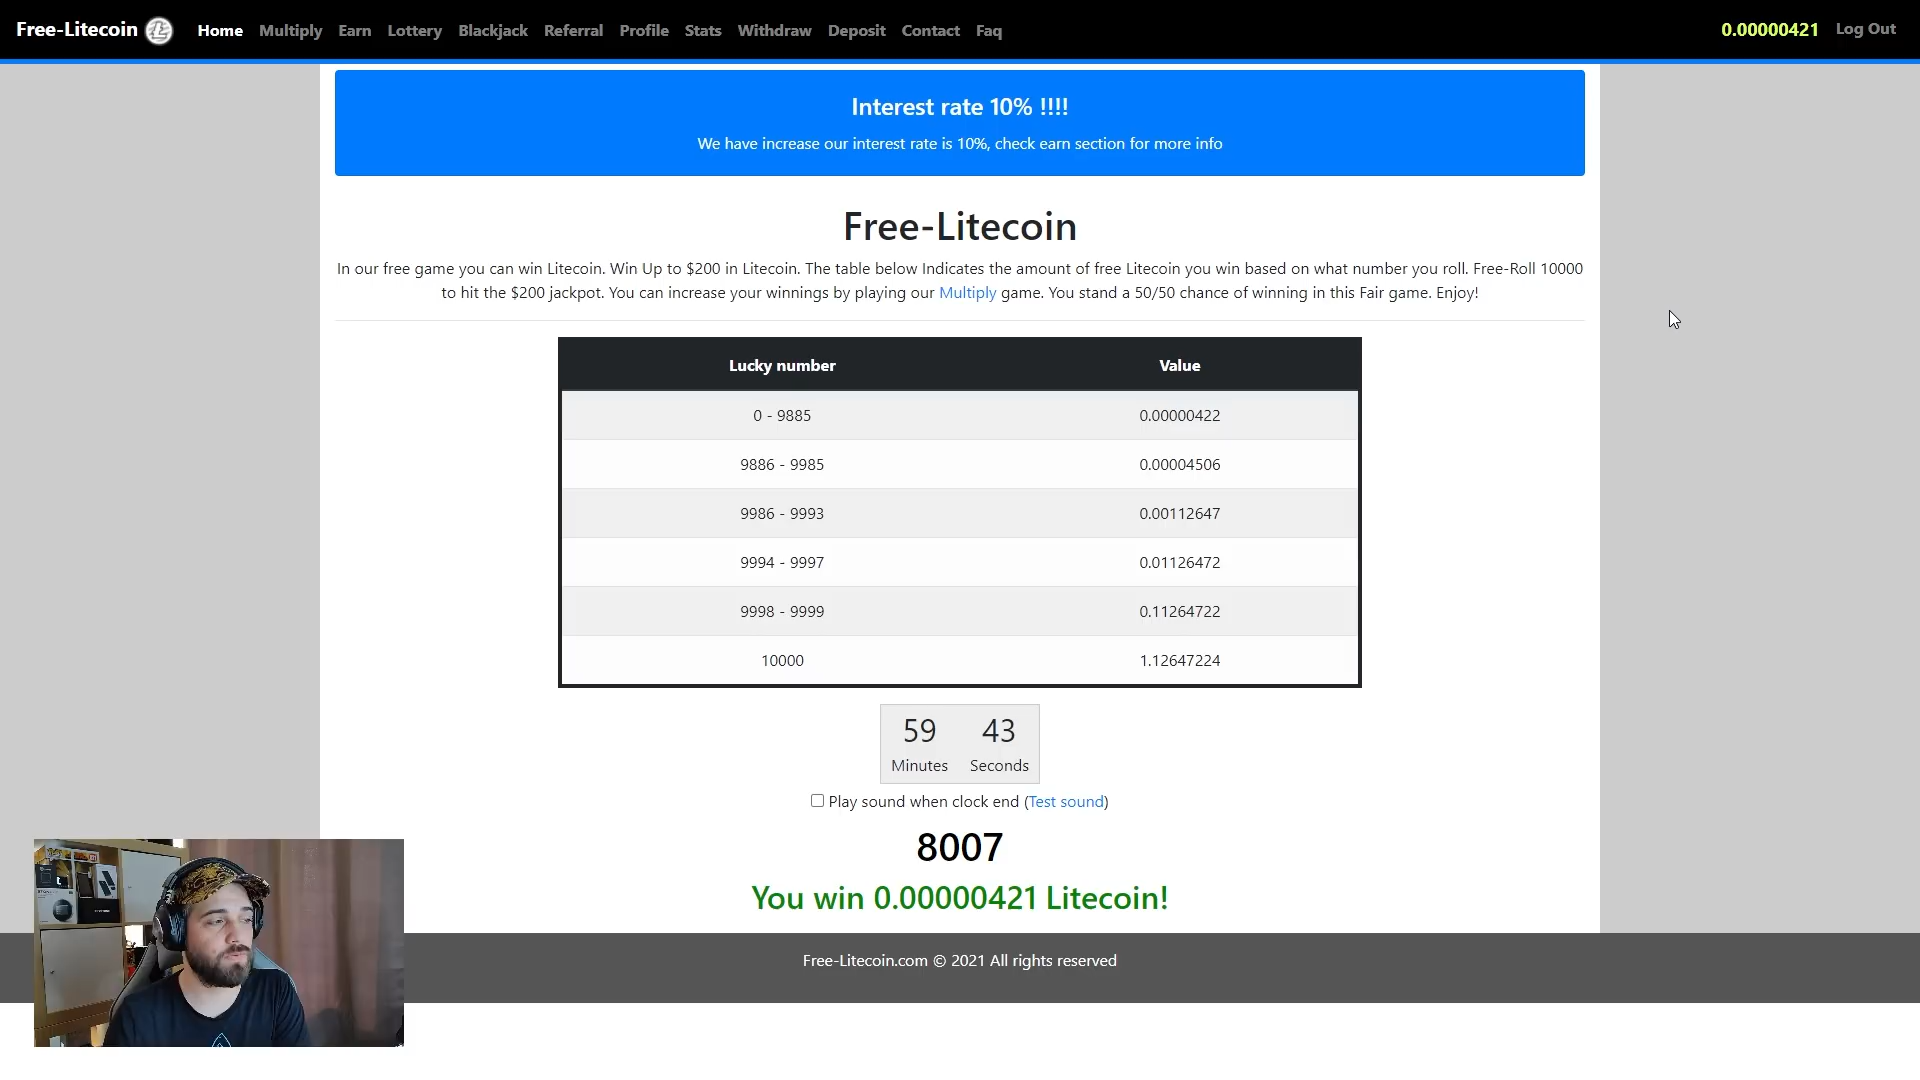 Free-Litecoin Home Multiply Earn Lottery Blackjack Referral Profile Stats Withdraw Deposit Contact Faq 0.00000421 Log Out
Interest rate 10% !!!!
We have increase our interest rate is 10%, check earn section for more info
Free-Litecoin
In our free game you can win Litecoin. Win Up to $200 in Litecoin. The table below Indicates the amount of free Litecoin you win based on what number you roll. Free-Roll 10000
to hit the $200 jackpot. You can increase your winnings by playing our Multiply game. You stand a 50/50 chance of winning in this Fair game. Enjoy!
Lucky number Value
0 - 9885 0.00000422
9886 - 9985 0.00004506
9986 - 9993 0.00112647
9994 - 9997 0.01126472
9998 - 9999 0.11264722
10000 1.12647224
59 43
Minutes Seconds
Play sound when clock end (Test sound)
8007
You win 0.00000421 Litecoin!
Free-Litecoin.com © 2021 All rights reserved